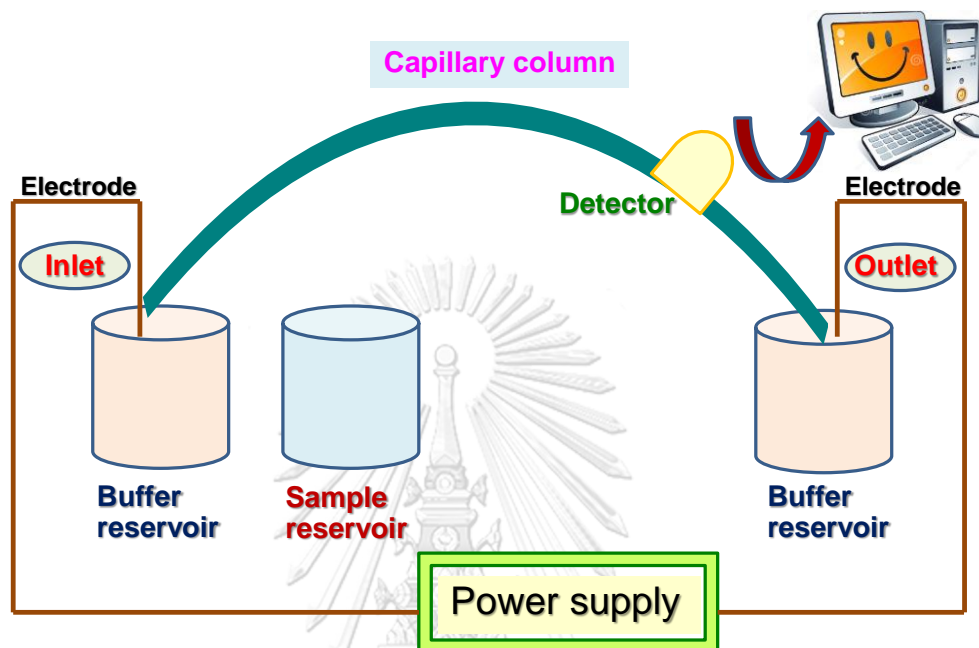 Capillary column
Electrode
Electrode
Detector
Inlet
Outlet
Buffer
reservoir
Sample
reservoir
Buffer
reservoir
Power supply